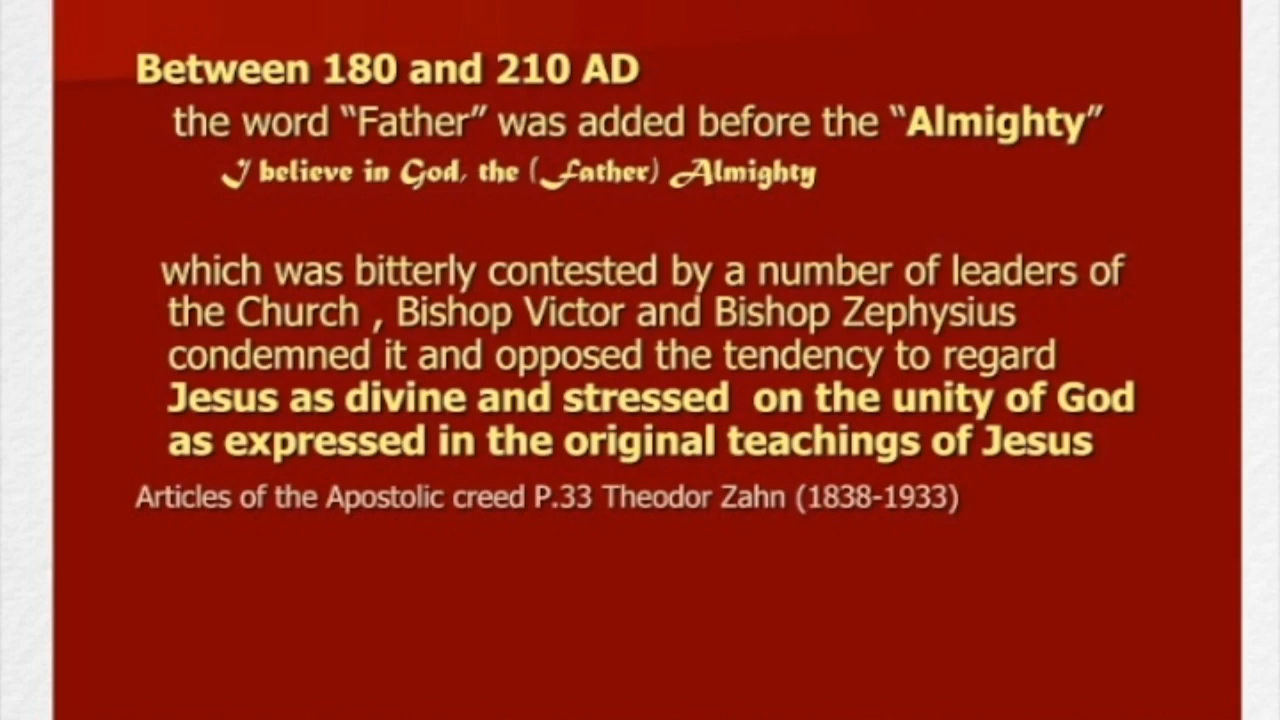 Between 180 and 210 AD
the word “Father” was added before the “Almighty”
I believe in God, the (Father) Almighty
which was bitterly contested by a number of leaders of
the Church , Bishop Victor and Bishop Zephysius
condemned it and opposed the tendency to regard
Jesus as divine and stressed on the unity of God
as expressed in the original teachings of Jesus
Articles of the Apostolic creed P.33 Theodor Zahn (1838-1933)